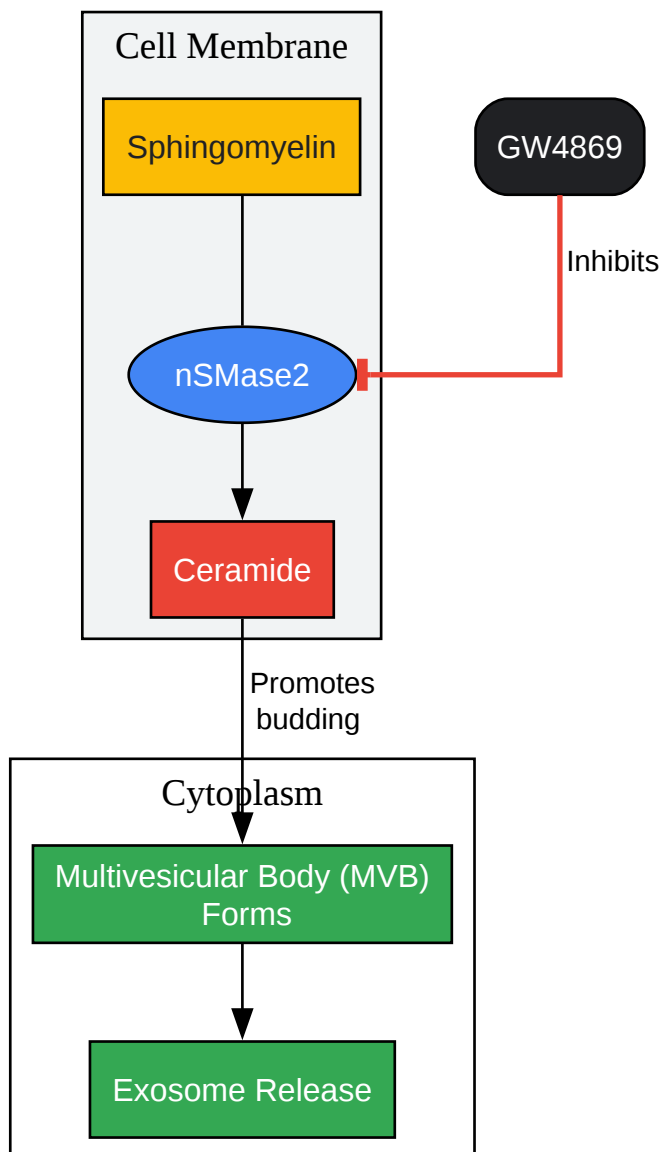 Cell Membrane
Sphingomyelin
GW4869
Inhibits
nSMase2
Ceramide
Promotes
budding
Cytoplasm
Multivesicular Body (MVB)
Forms
Exosome Release